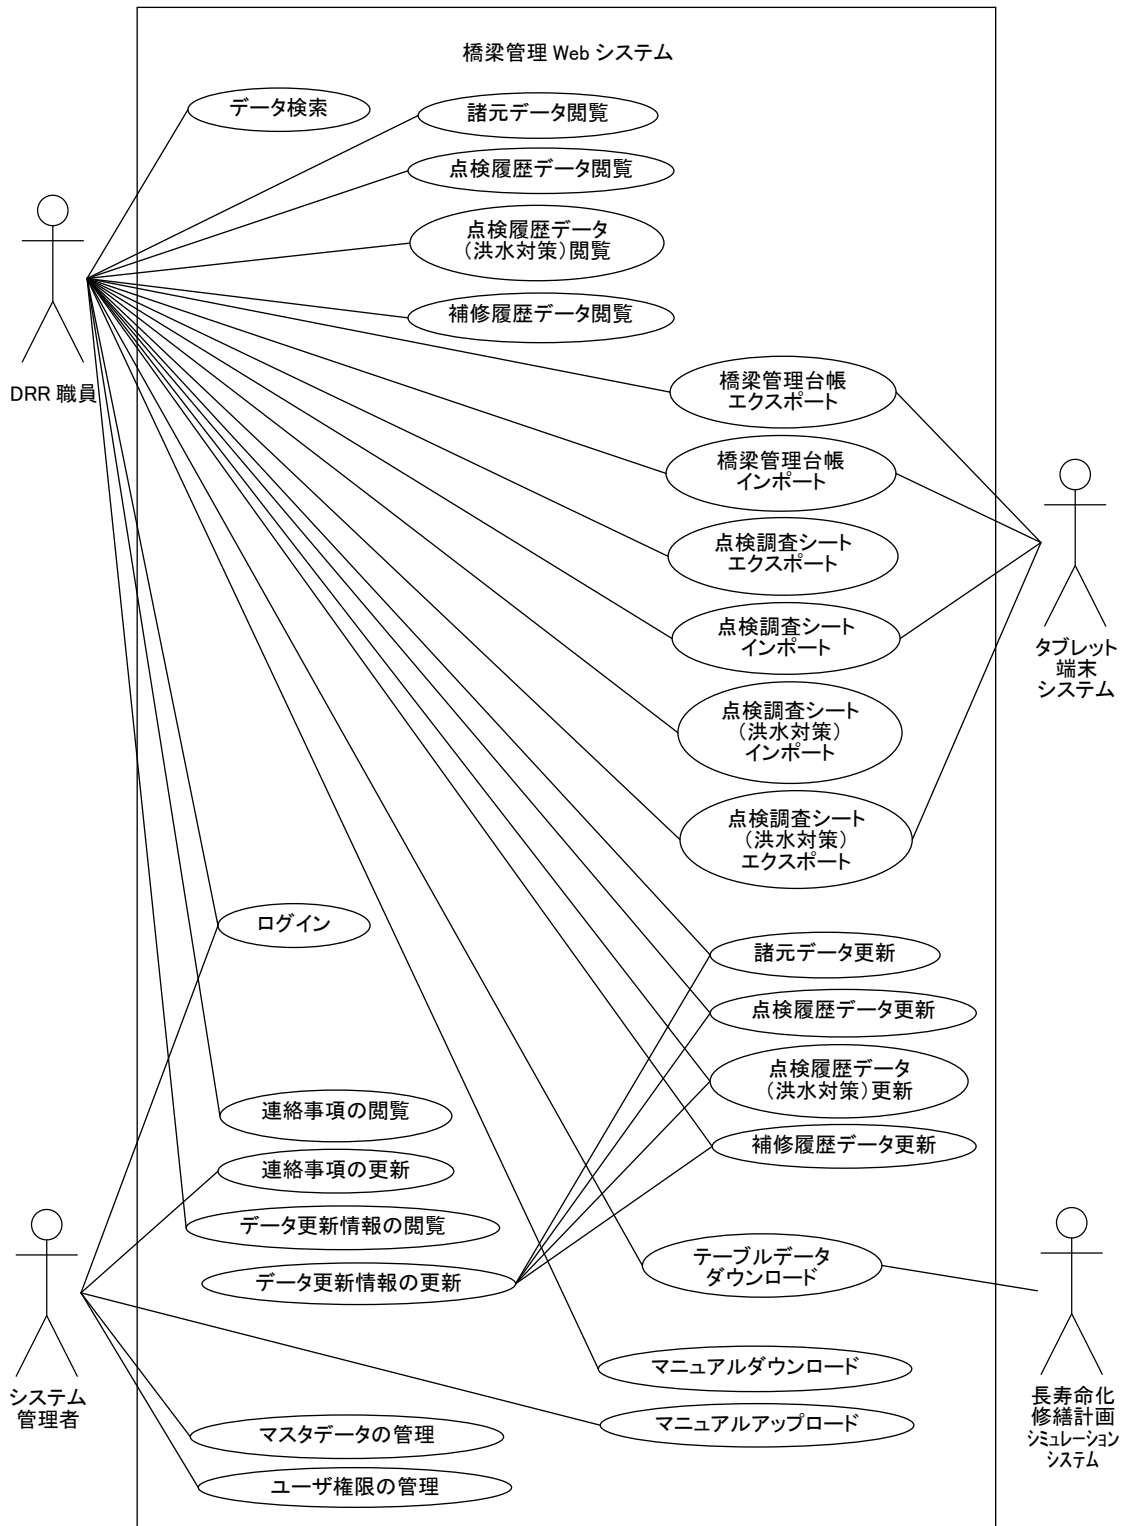 橋梁管理 Web システム
データ検索
諸元データ閲覧
点検履歴データ閲覧
点検履歴データ
（洪水対策）閲覧
補修履歴データ閲覧
DRR 職員
橋梁管理台帳
エクスポート
橋梁管理台帳
インポート
点検調査シート
エクスポート
点検調査シート
インポート
タブレット
端末
システム
点検調査シート
（洪水対策）
インポート
点検調査シート
（洪水対策）
エクスポート
ログイン
諸元データ更新
点検履歴データ更新
点検履歴データ
（洪水対策）更新
補修履歴データ更新
連絡事項の閲覧
連絡事項の更新
データ更新情報の閲覧
データ更新情報の更新
テーブルデータ
ダウンロード
マニュアルダウンロード
マニュアルアップロード
システム
管理者
マスタデータの管理
ユーザ権限の管理
長寿命化
修繕計画
シミュレーション
システム